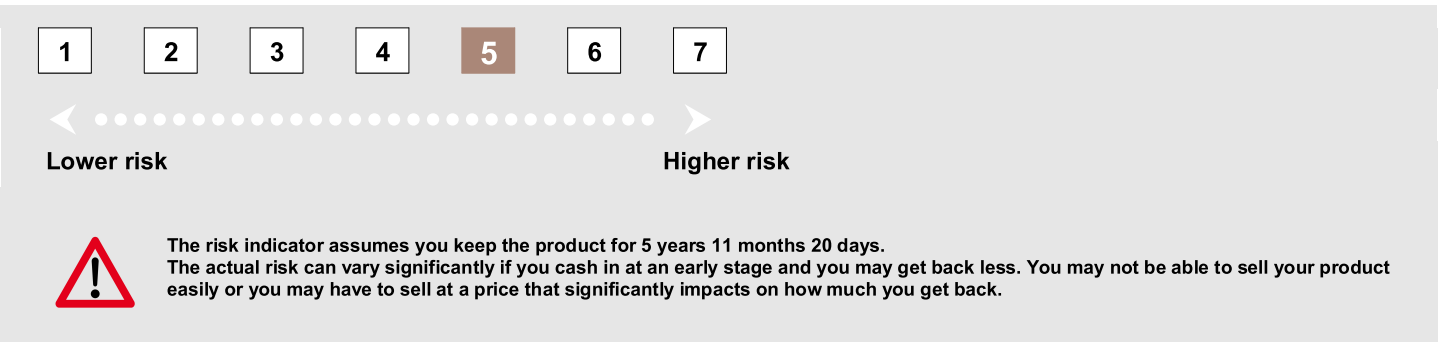 1 2 3 4 5 6 7
Lower risk Higher risk
The risk indicator assumes you keep the product for 5 years 11 months 20 days.
The actual risk can vary significantly if you cash in at an early stage and you may get back less. You may not be able to sell your product
easily or you may have to sell at a price that significantly impacts on how much you get back.